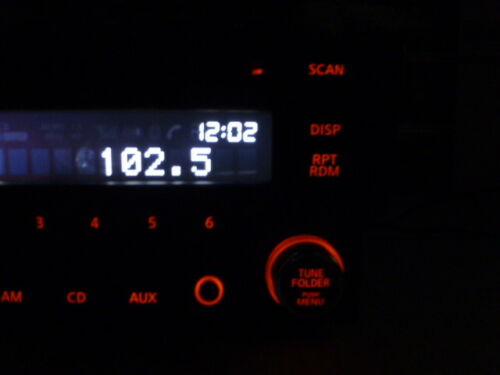 SCAN
12:02
DISP
102.5
RPT
RDM
3 4 5 6
TUNE
FOLDER
PUSH
MENU
AM CD AUX